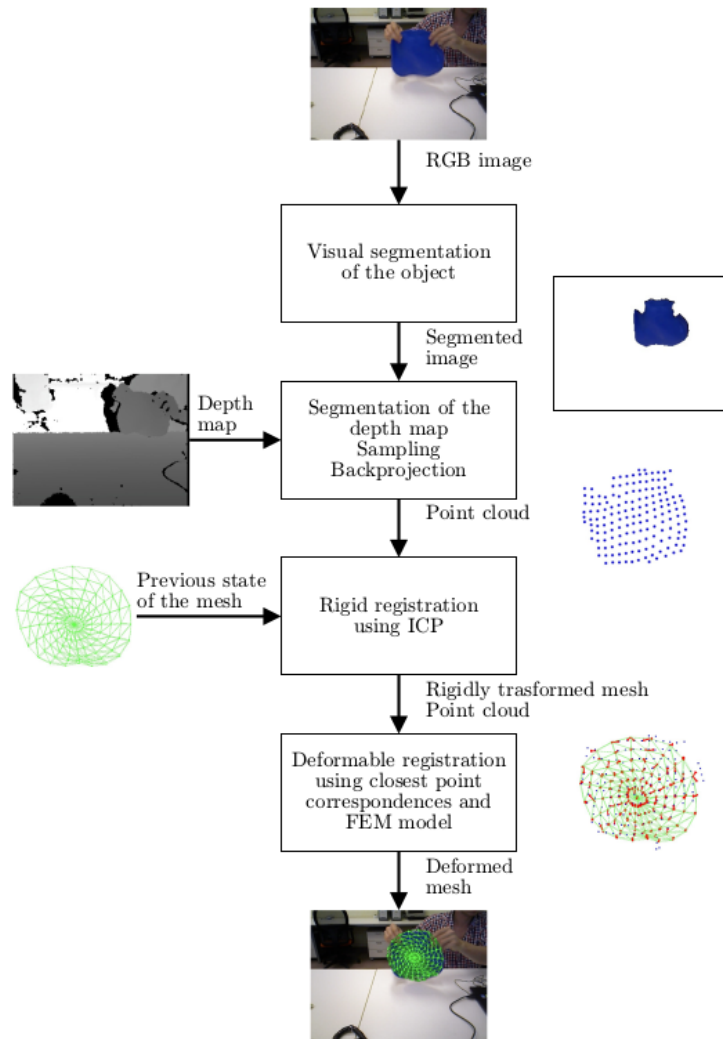 RGB image
Visual segmentation
of the object
Segmented
image
Depth
map
Segmentation of the
depth map
Sampling
Backprojection
Point cloud
Previous state
of the mesh
Rigid registration
using ICP
Rigidly trasformed mesh
Point cloud
Deformable registration
using closest point
correspondences and
FEM model
Deformed
mesh